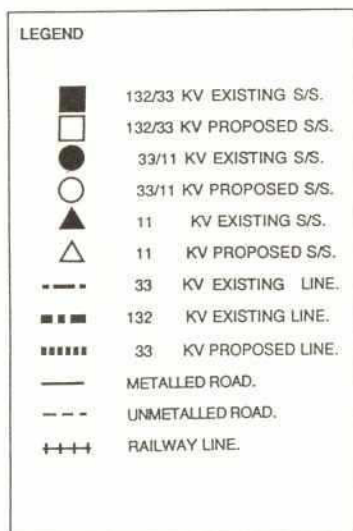 LEGEND
132/33 KV EXISTING S/S.
132/33 KV PROPOSED S/S.
33/11 KV EXISTING S/S.
33/11 KV PROPOSED S/S.
11 KV EXISTING S/S.
11 KV PROPOSED S/S.
33 KV EXISTING LINE.
132 KV EXISTING LINE.
33 KV PROPOSED LINE.
METALLED ROAD.
UNMETALLED ROAD.
RAILWAY LINE.